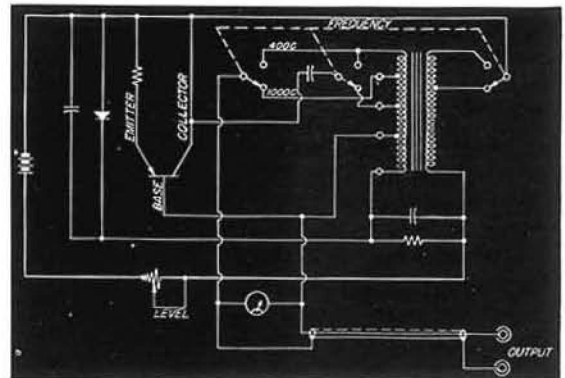 FREQUENCY
400C
1000C
EMITTER
COLLECTOR
BASE
LEVEL
OUTPUT